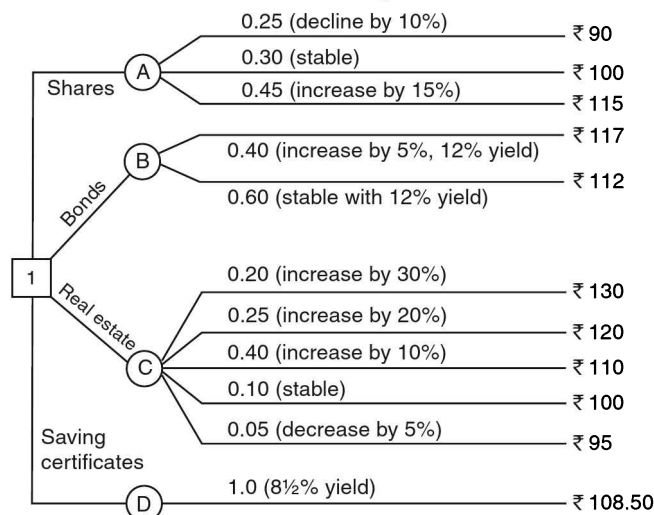 0.25 (decline by 10%)
₹ 90
0.30 (stable)
A
₹ 100
Shares
0.45 (increase by 15%)
₹ 115
₹ 117
B
0.40 (increase by 5%, 12% yield)
₹ 112
Bonds
0.60 (stable with 12% yield)
1
0.20 (increase by 30%)
₹ 130
Real estate
0.25 (increase by 20%)
₹ 120
0.40 (increase by 10%)
C
₹ 110
0.10 (stable)
₹ 100
0.05 (decrease by 5%)
₹ 95
Saving
certificates
1.0 (8½% yield)
D
₹ 108.50